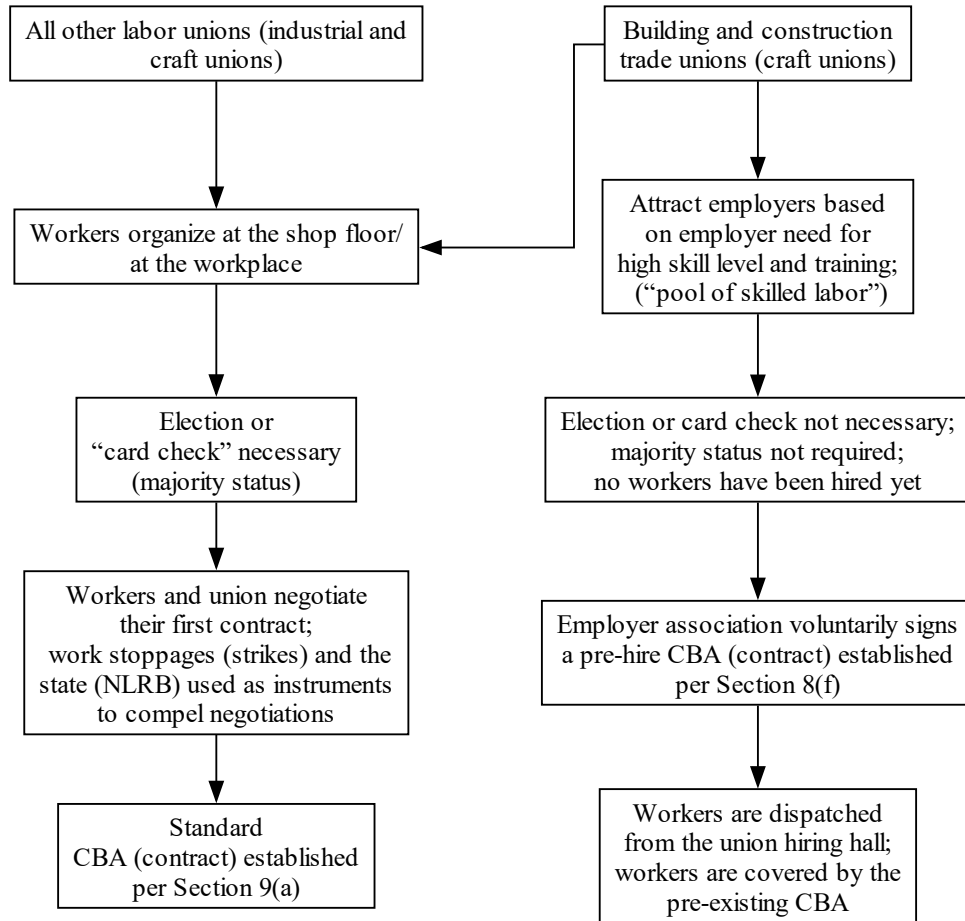 All other labor unions (industrial and
craft unions)
Building and construction
trade unions (craft unions)
Workers organize at the shop floor/
at the workplace
Attract employers based
on employer need for
high skill level and training;
(“pool of skilled labor”)
Election or
“card check” necessary
(majority status)
Election or card check not necessary;
majority status not required;
no workers have been hired yet
Workers and union negotiate
their first contract;
work stoppages (strikes) and the
state (NLRB) used as instruments
to compel negotiations
Employer association voluntarily signs
a pre-hire CBA (contract) established
per Section 8(f)
Standard
CBA (contract) established
per Section 9(a)
Workers are dispatched
from the union hiring hall;
workers are covered by the
pre-existing CBA